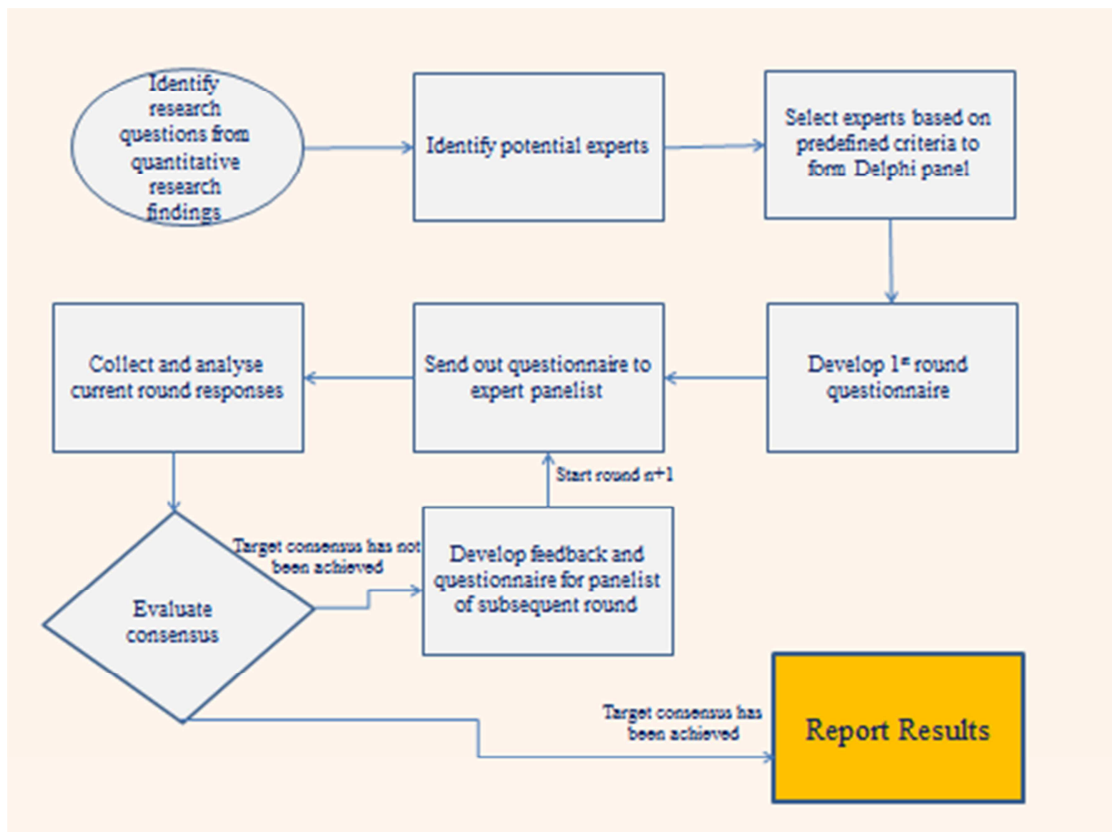 Identify
research
questions from
quantitative
research
findings
Identify potential experts
Select experts based on
predefined criteria to
form Delphi panel
Collect and analyse
current round responses
Send out questionnaire to
expert panelist
Develop 1st round
questionnaire
Start round n+1
Target consensus has not
been achieved
Develop feedback and
questionnaire for panelist
of subsequent round
Evaluate
consensus
Target consensus has
been achieved
Report Results